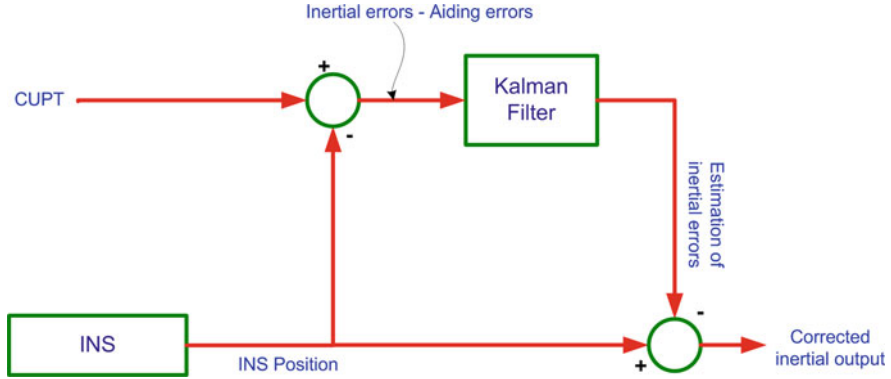 Inertial errors - Aiding errors
+
CUPT
-
Kalman
Filter
Estimation of
inertial errors
-
INS
INS Position
+
Corrected
inertial output